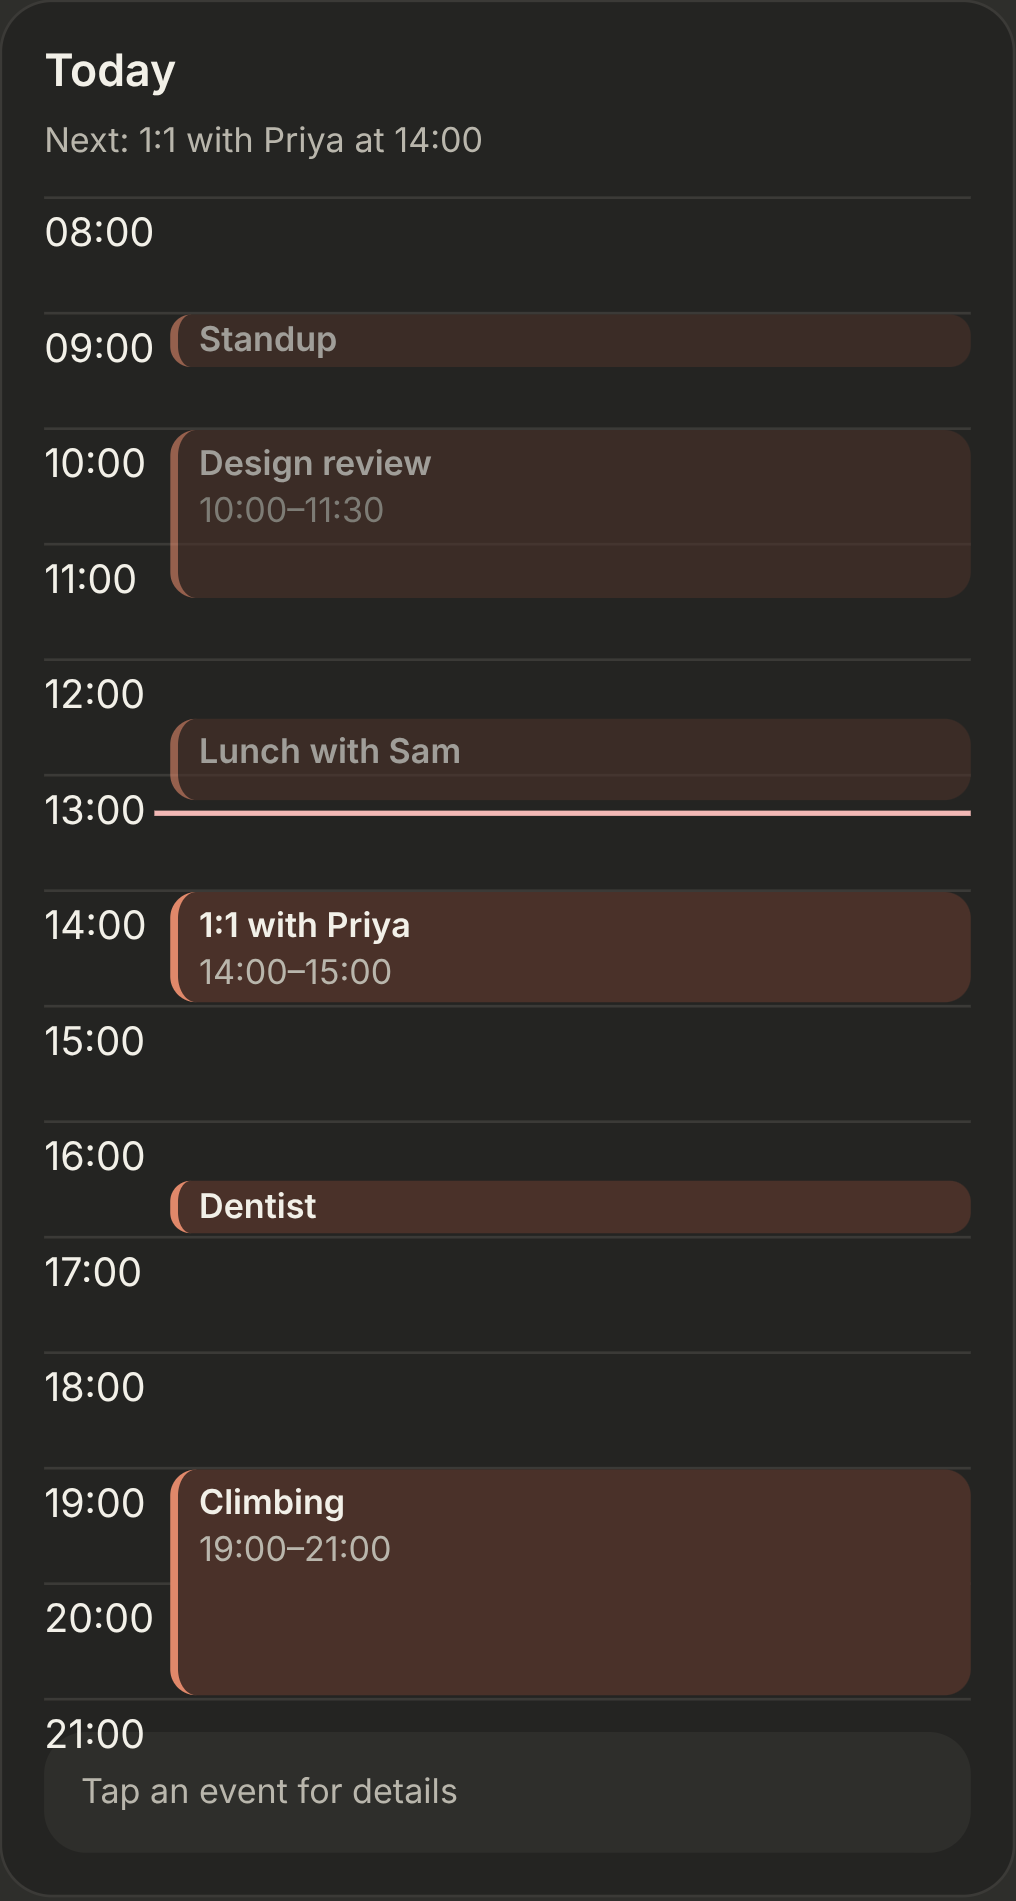 Today
Next: 1:1 with Priya at 14:00
08:00
09:00 Standup
10:00 Design review
10:00–11:30
11:00
12:00
Lunch with Sam
13:00
14:00 1:1 with Priya
14:00–15:00
15:00
16:00
Dentist
17:00
18:00
19:00 Climbing
19:00–21:00
20:00
21:00
Tap an event for details